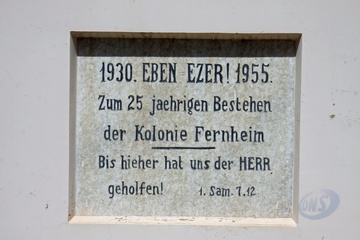 1930. EBEN EZER! 1955.
Zum 25 jaehrigen Bestehen
der Kolonie Fernheim
Bis hieher hat uns der HERR
geholfen! 1. Sam. 7.12